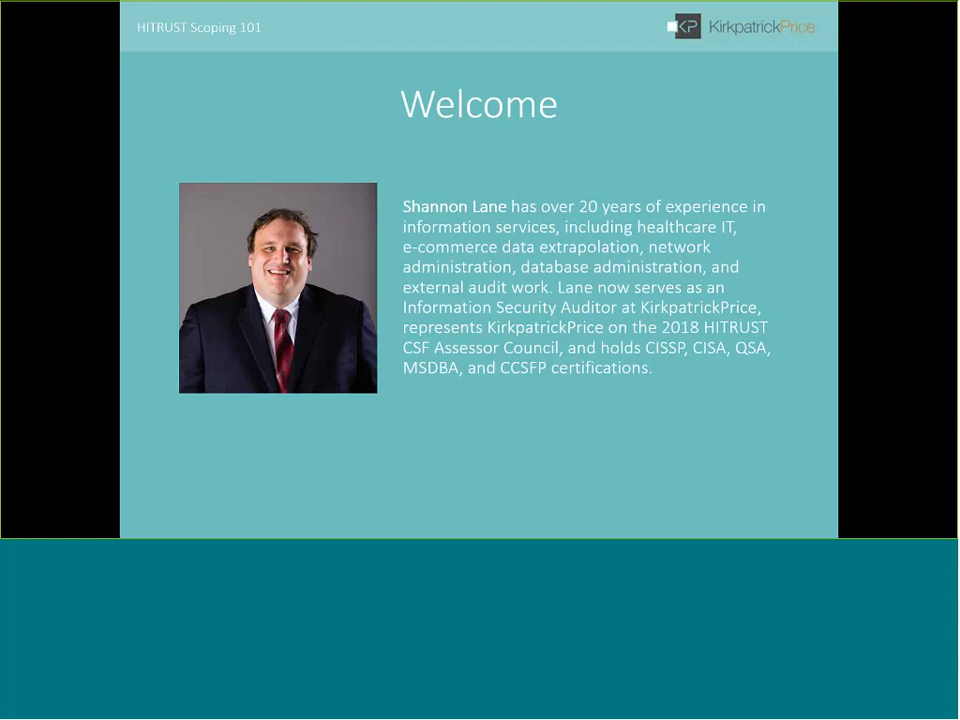 HITRUST Scoping 101
KP KirkpatrickPrice
Welcome
Shannon Lane has over 20 years of experience in
information services, including healthcare IT,
e-commerce data extrapolation, network
administration, database administration, and
external audit work. Lane now serves as an
Information Security Auditor at KirkpatrickPrice,
represents KirkpatrickPrice on the 2018 HITRUST
CSF Assessor Council, and holds CISSP, CISA, QSA,
MSDBA, and CCSFP certifications.